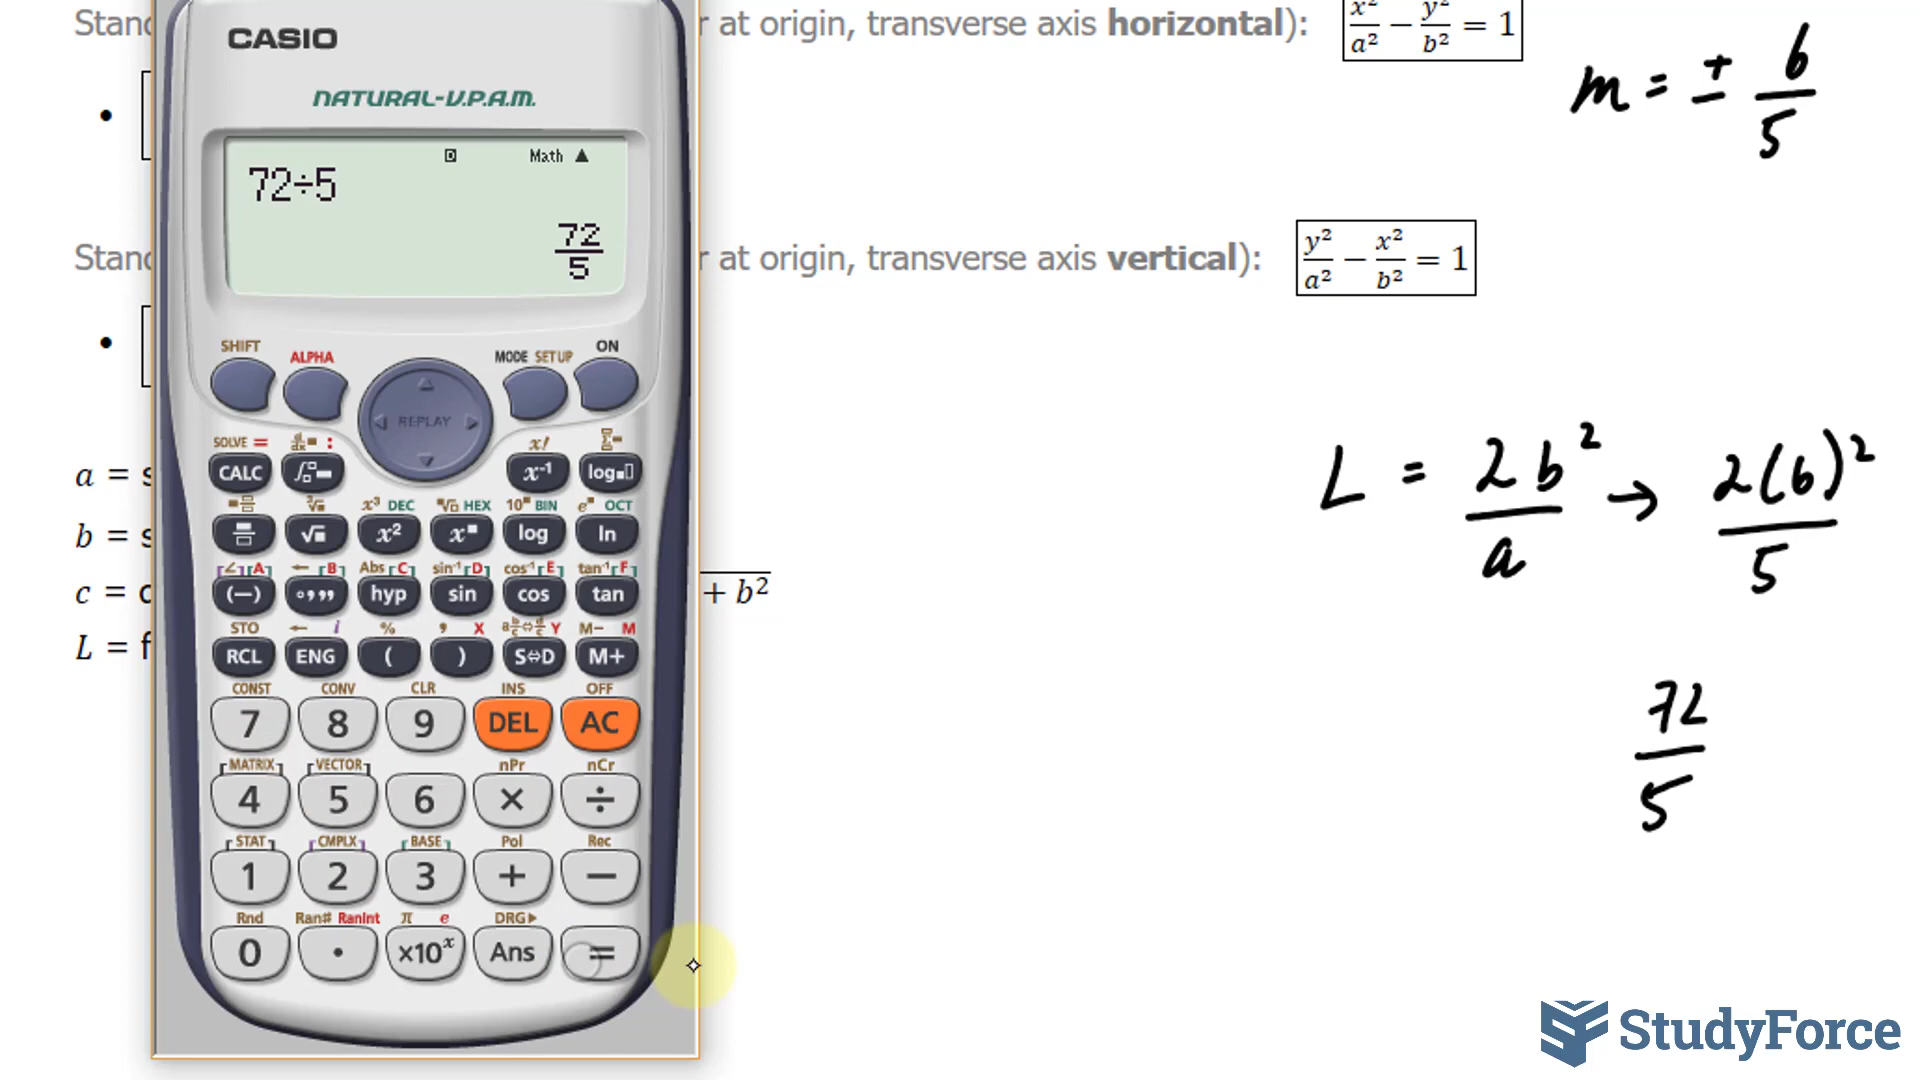 Stand r at origin, transverse axis horizontal): x²/a² − y²/b² = 1
m = ± 6/5
CASIO
NATURAL-V.P.A.M.
D Math ▲
72÷5
72/5
Stand r at origin, transverse axis vertical): y²/a² − x²/b² = 1
SHIFT ALPHA MODE SETUP ON
REPLAY
L = 2b²/a → 2(6)²/5
a = s
SOLVE = d/dx : x! Σ
CALC ∫ x⁻¹ log
b = s
x³ DEC HEX 10 BIN e OCT
√ x² x log ln
c = c + b²
∠ A ← B Abs C sin⁻¹ D cos⁻¹ E tan⁻¹ F
(−) °,,, hyp sin cos tan
L = f
STO ← i % , X a b/c⇔d/c Y M− M
RCL ENG ( ) S⇔D M+
CONST CONV CLR INS OFF
7 8 9 DEL AC
72/5
MATRIX VECTOR nPr nCr
4 5 6 × ÷
STAT CMPLX BASE Pol Rec
1 2 3 + −
Rnd Ran# RanInt π e DRG▶
0 . ×10ˣ Ans =
StudyForce